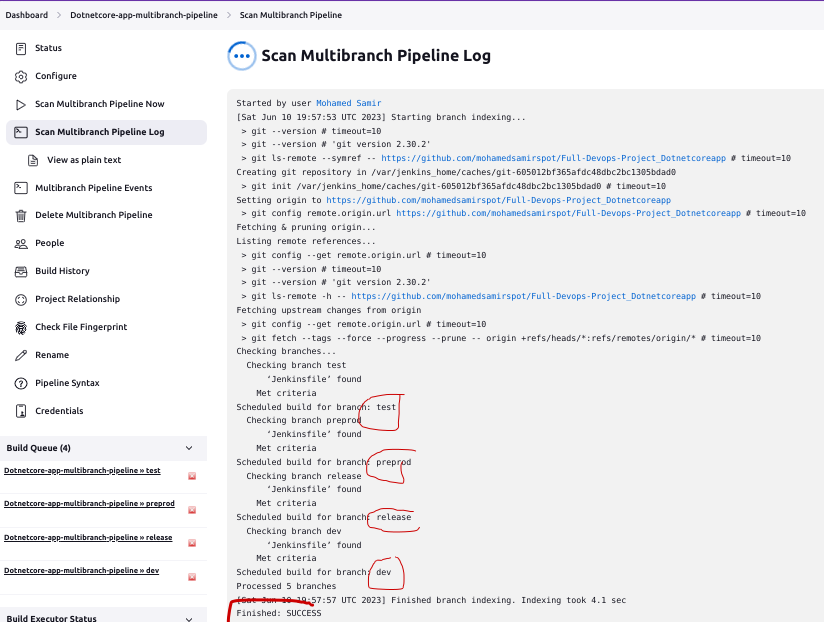 Dashboard > Dotnetcore-app-multibranch-pipeline > Scan Multibranch Pipeline
Status
Configure
Scan Multibranch Pipeline Now
Scan Multibranch Pipeline Log
View as plain text
Multibranch Pipeline Events
Delete Multibranch Pipeline
People
Build History
Project Relationship
Check File Fingerprint
Rename
Pipeline Syntax
Credentials
Build Queue (4)
Dotnetcore-app-multibranch-pipeline » test
Dotnetcore-app-multibranch-pipeline » preprod
Dotnetcore-app-multibranch-pipeline » release
Dotnetcore-app-multibranch-pipeline » dev
Build Executor Status
Scan Multibranch Pipeline Log
Started by user Mohamed Samir
[Sat Jun 10 19:57:53 UTC 2023] Starting branch indexing...
> git --version # timeout=10
> git --version # 'git version 2.30.2'
> git ls-remote --symref -- https://github.com/mohamedsamirspot/Full-Devops-Project_Dotnetcoreapp # timeout=10
Creating git repository in /var/jenkins_home/caches/git-605012bf365afdc48dbc2bc1305bdad0
> git init /var/jenkins_home/caches/git-605012bf365afdc48dbc2bc1305bdad0 # timeout=10
Setting origin to https://github.com/mohamedsamirspot/Full-Devops-Project_Dotnetcoreapp
> git config remote.origin.url https://github.com/mohamedsamirspot/Full-Devops-Project_Dotnetcoreapp # timeout=10
Fetching & pruning origin...
Listing remote references...
> git config --get remote.origin.url # timeout=10
> git --version # timeout=10
> git --version # 'git version 2.30.2'
> git ls-remote -h -- https://github.com/mohamedsamirspot/Full-Devops-Project_Dotnetcoreapp # timeout=10
Fetching upstream changes from origin
> git config --get remote.origin.url # timeout=10
> git fetch --tags --force --progress --prune -- origin +refs/heads/*:refs/remotes/origin/* # timeout=10
Checking branches...
Checking branch test
‘Jenkinsfile’ found
Met criteria
Scheduled build for branch: test
Checking branch preprod
‘Jenkinsfile’ found
Met criteria
Scheduled build for branch: preprod
Checking branch release
‘Jenkinsfile’ found
Met criteria
Scheduled build for branch: release
Checking branch dev
‘Jenkinsfile’ found
Met criteria
Scheduled build for branch: dev
Processed 5 branches
[Sat Jun 10 19:57:57 UTC 2023] Finished branch indexing. Indexing took 4.1 sec
Finished: SUCCESS